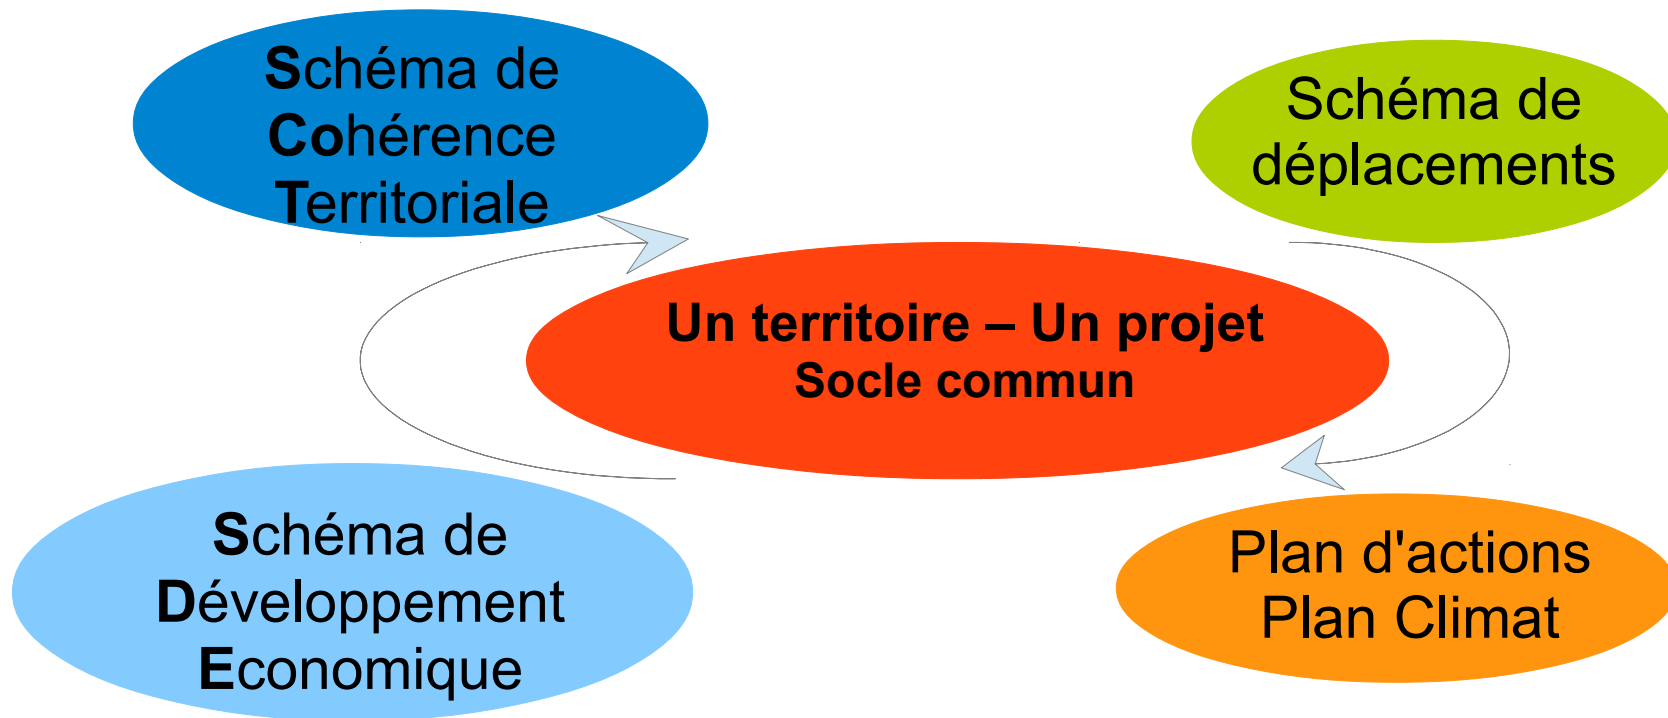 Schéma de
Cohérence
Territoriale
Schéma de
déplacements
Un territoire – Un projet
Socle commun
Schéma de
Développement
Economique
Plan d'actions
Plan Climat